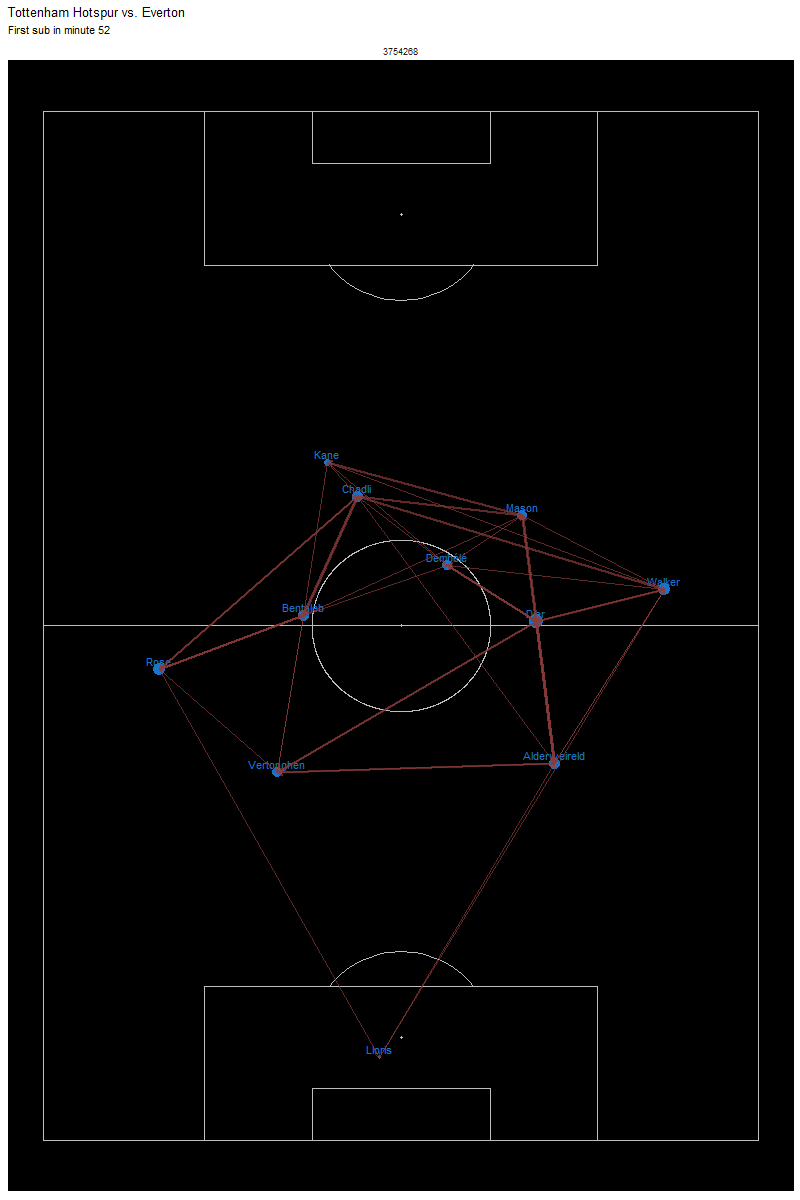 Tottenham Hotspur vs. Everton
First sub in minute 52
3754268
Kane
Chadli
Mason
Dembélé
Walker
Bentaleb
Dier
Rose
Alderweireld
Vertonghen
Lloris